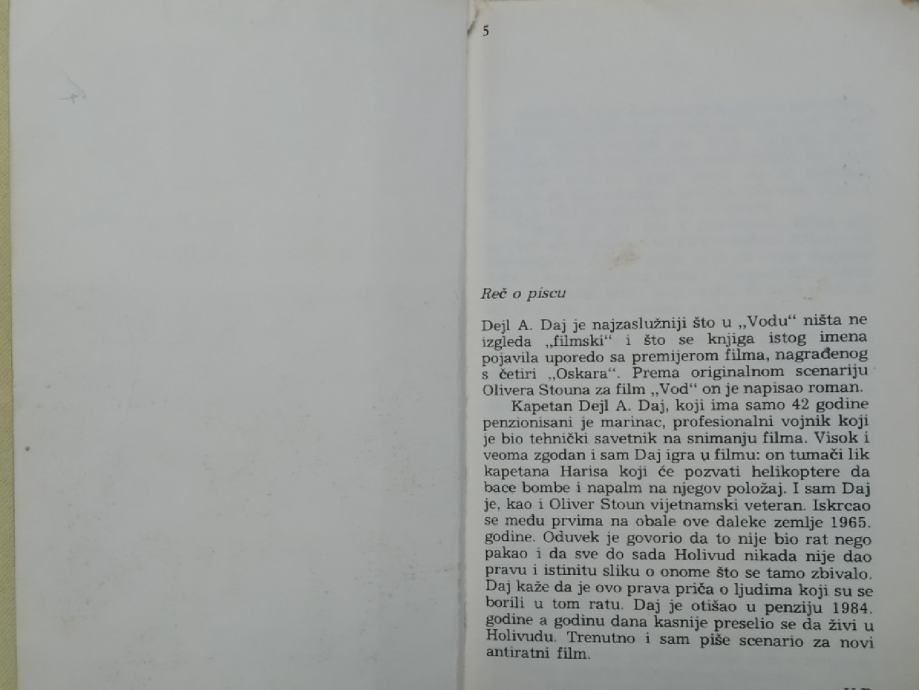 5
Reč o piscu
Dejl A. Daj je najzaslužniji što u „Vodu“ ništa ne
izgleda „filmski“ i što se knjiga istog imena
pojavila uporedo sa premijerom filma, nagrađenog
s četiri „Oskara“. Prema originalnom scenariju
Olivera Stouna za film „Vod“ on je napisao roman.
Kapetan Dejl A. Daj, koji ima samo 42 godine
penzionisani je marinac, profesionalni vojnik koji
je bio tehnički savetnik na snimanju filma. Visok i
veoma zgodan i sam Daj igra u filmu: on tumači lik
kapetana Harisa koji će pozvati helikoptere da
bace bombe i napalm na njegov položaj. I sam Daj
je, kao i Oliver Stoun vijetnamski veteran. Iskrcao
se među prvima na obale ove daleke zemlje 1965.
godine. Oduvek je govorio da to nije bio rat nego
pakao i da sve do sada Holivud nikada nije dao
pravu i istinitu sliku o onome što se tamo zbivalo.
Daj kaže da je ovo prava priča o ljudima koji su se
borili u tom ratu. Daj je otišao u penziju 1984.
godine a godinu dana kasnije preselio se da živi u
Holivudu. Trenutno i sam piše scenario za novi
antiratni film.